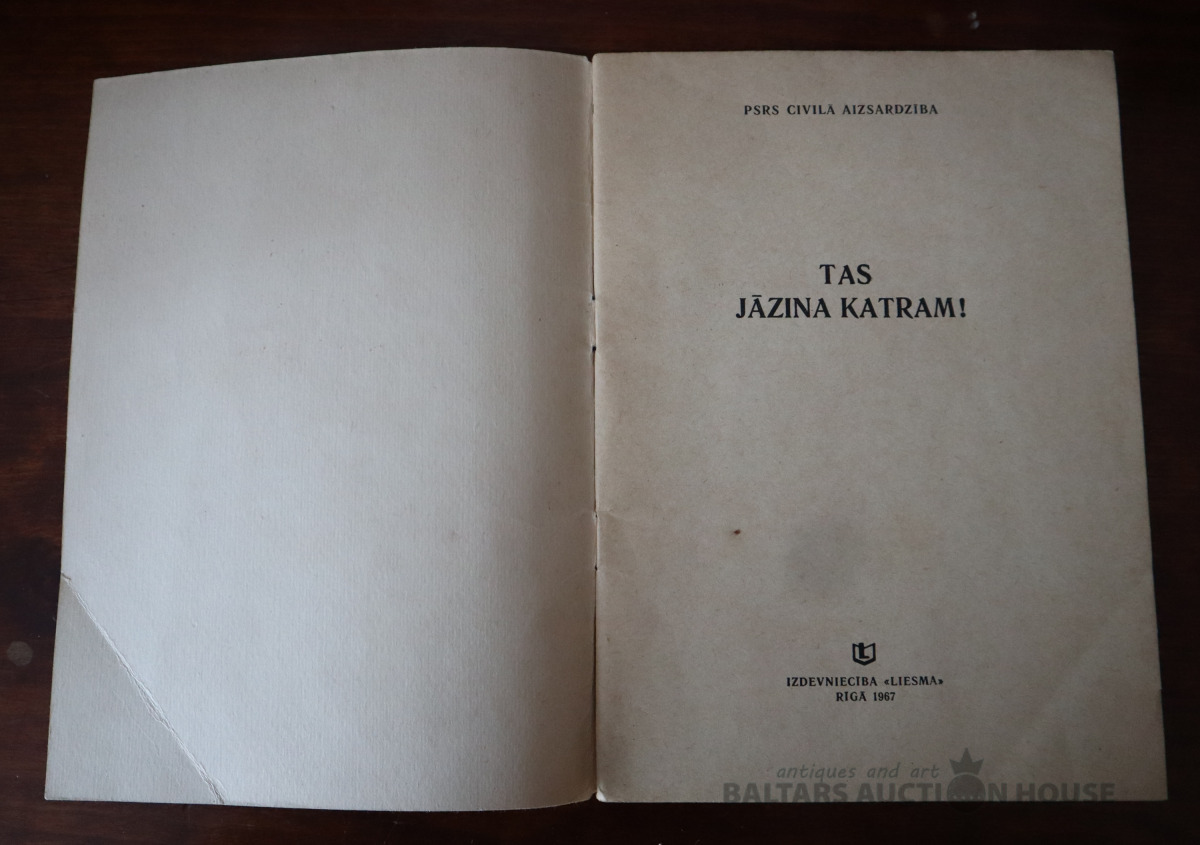 PSRS CIVILĀ AIZSARDZĪBA
TAS
JĀZINA KATRAM!
L
IZDEVNIECĪBA «LIESMA»
RĪGĀ 1967
antiques and art
BALTARS AUCTION HOUSE